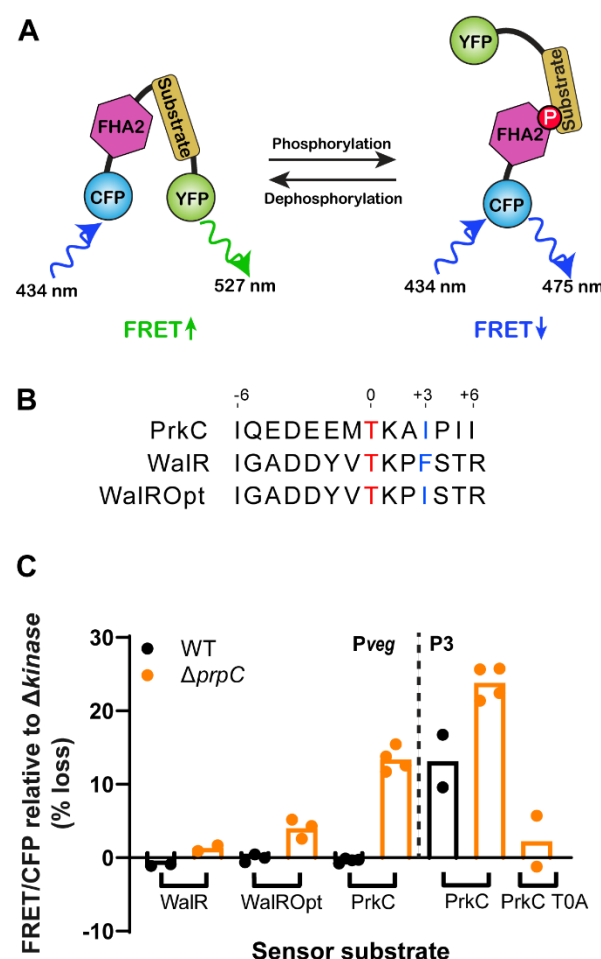 A
YFP
Substrate
FHA2
CFP
YFP
434 nm
527 nm
FRET↑
Phosphorylation
Dephosphorylation
P
Substrate
FHA2
CFP
434 nm
475 nm
FRET↓
B
-6 0 +3 +6
PrkC IQEDEEMTKAIPII
WalR IGADDYVTKPFSTR
WalROpt IGADDYVTKPISTR
C
FRET/CFP relative to Δkinase
(% loss)
30
20
10
0
-10
WT
ΔprpC
Pveg
P3
WalR WalROpt PrkC PrkC PrkC T0A
Sensor substrate